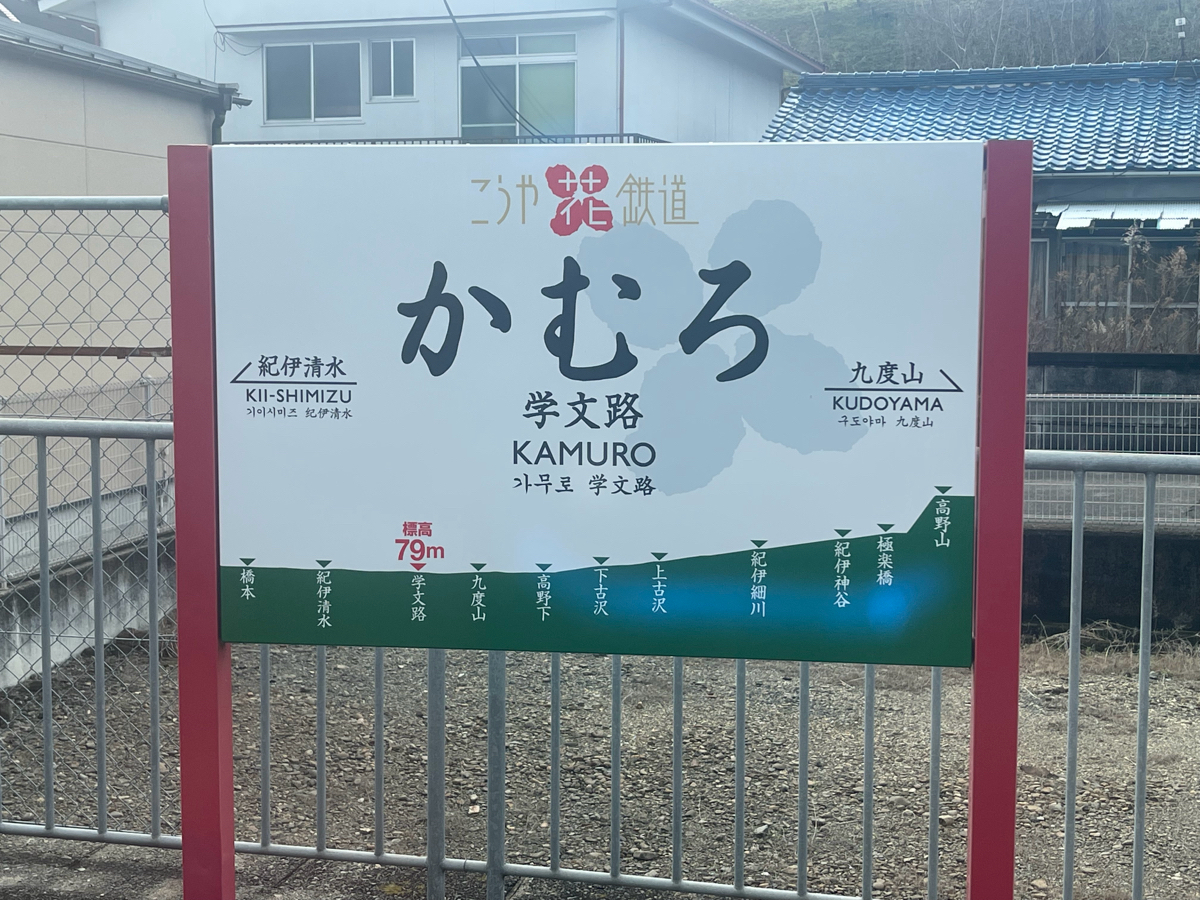 こうや花鉄道
かむろ
学文路
KAMURO
가무로 学文路
紀伊清水
KII-SHIMIZU
기이시미즈 紀伊清水
九度山
KUDOYAMA
구도야마 九度山
標高
79m
橋本
紀伊清水
学文路
九度山
高野下
下古沢
上古沢
紀伊細川
紀伊神谷
極楽橋
高野山